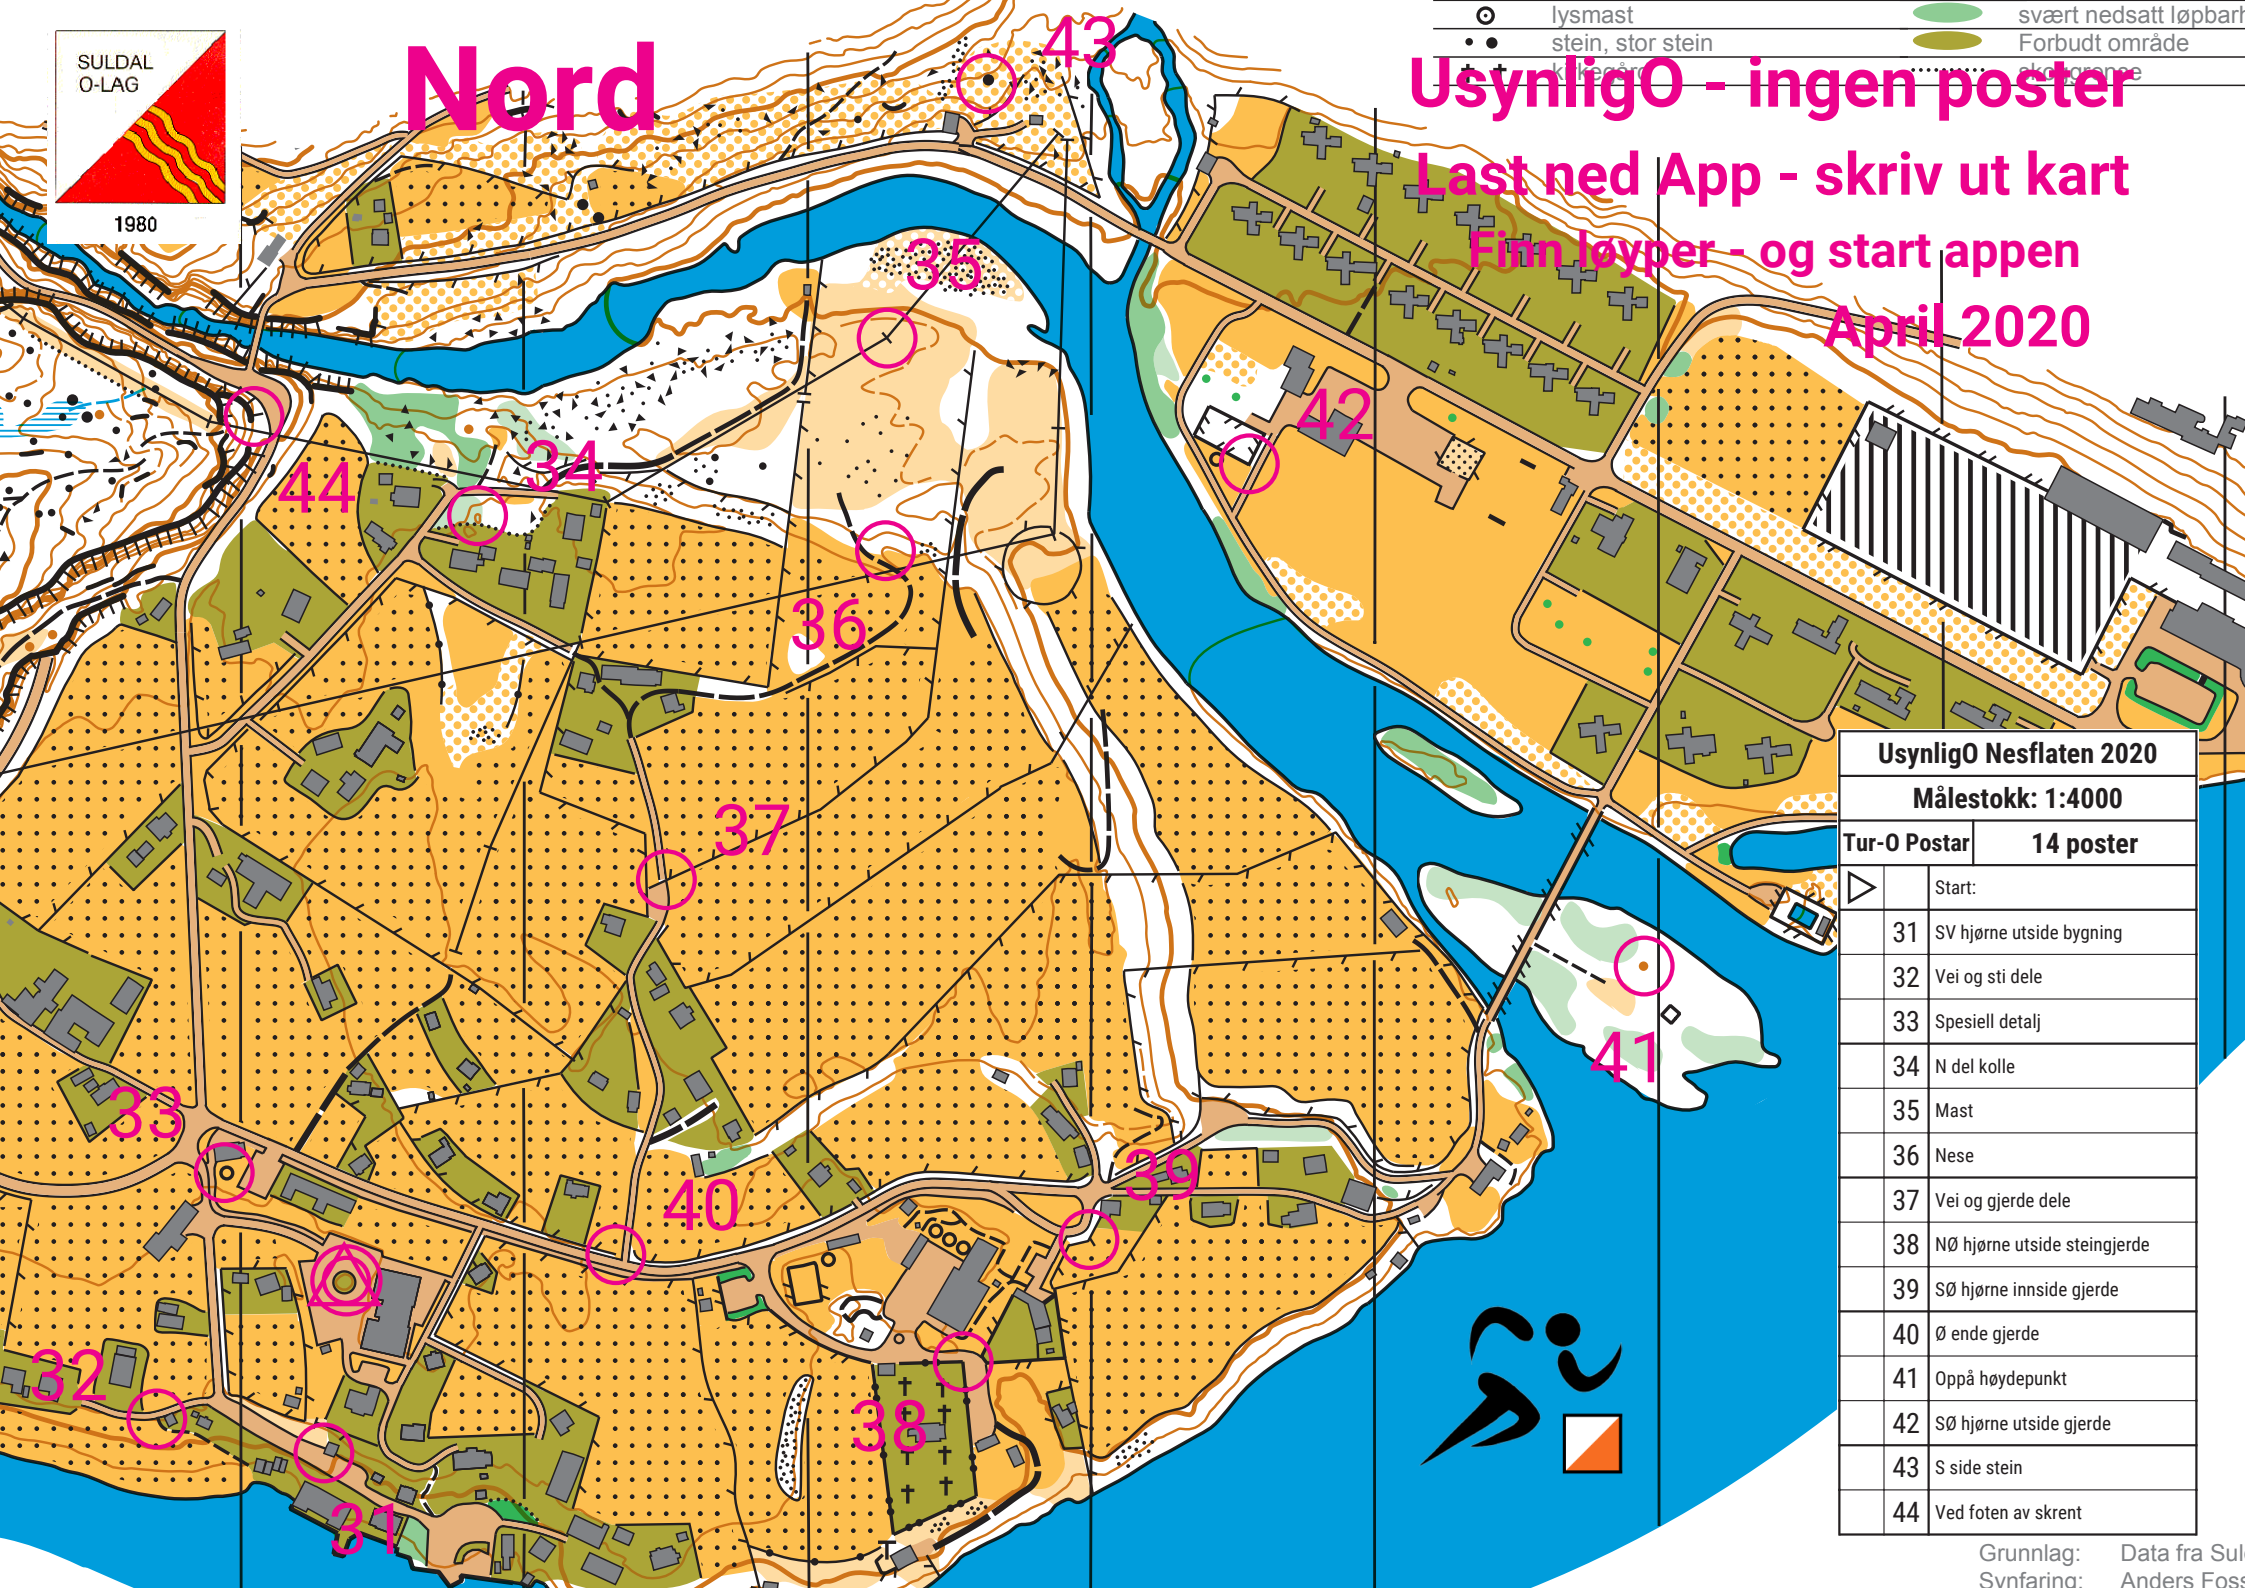 SULDAL
O-LAG
1980
Nord
lysmast
stein, stor stein
Forbudt område
UsynligO - ingen poster
Last ned App - skriv ut kart
Finn løyper - og start appen
April 2020
43
35
42
34
44
36
37
41
33
39
40
32
38
31
UsynligO Nesflaten 2020
Målestokk: 1:4000
Tur-O Postar 14 poster
Start:
31 SV hjørne utside bygning
32 Vei og sti dele
33 Spesiell detalj
34 N del kolle
35 Mast
36 Nese
37 Vei og gjerde dele
38 NØ hjørne utside steingjerde
39 SØ hjørne innside gjerde
40 Ø ende gjerde
41 Oppå høydepunkt
42 SØ hjørne utside gjerde
43 S side stein
44 Ved foten av skrent
Grunnlag: Data fra
Synfaring: Anders